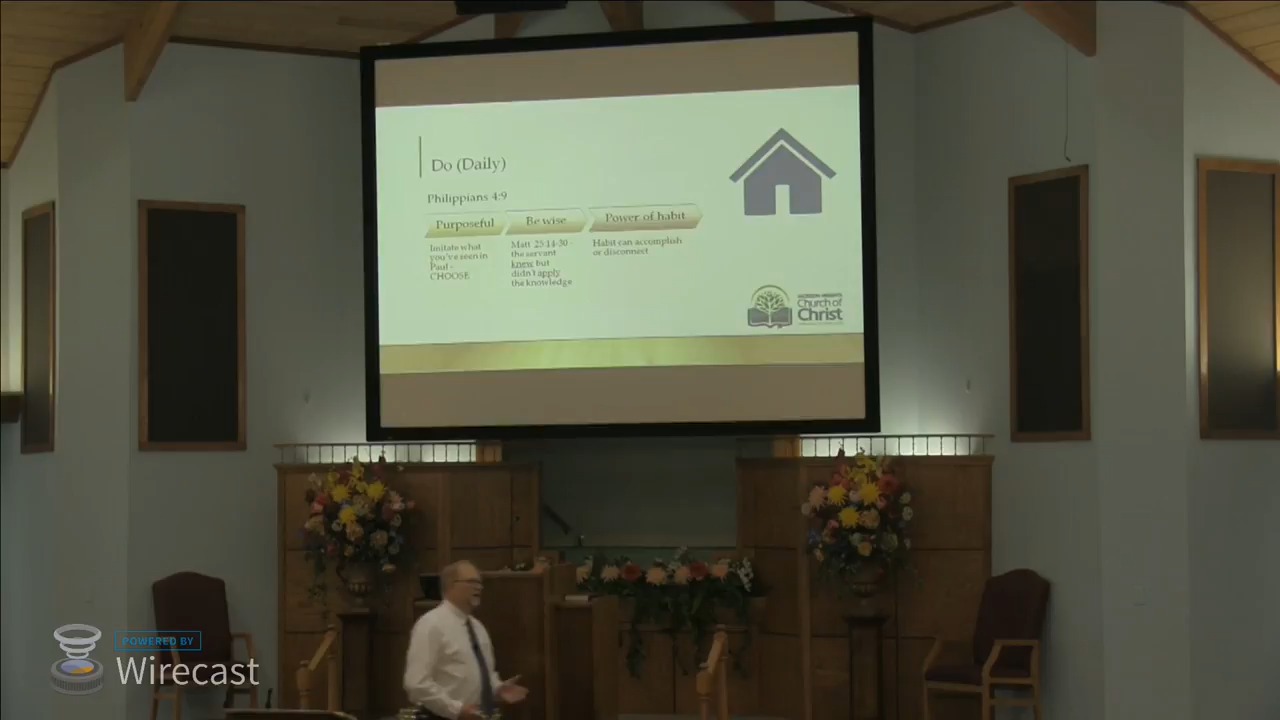 Do (Daily)
Philippians 4:9
Purposeful
Be wise
Power of habit
Imitate what
you've seen in
Paul -
CHOOSE
Matt 25:14-30 -
the servant
knew but
didn't apply
the knowledge
Habit can accomplish
or disconnect
Church of
Christ
POWERED BY
Wirecast